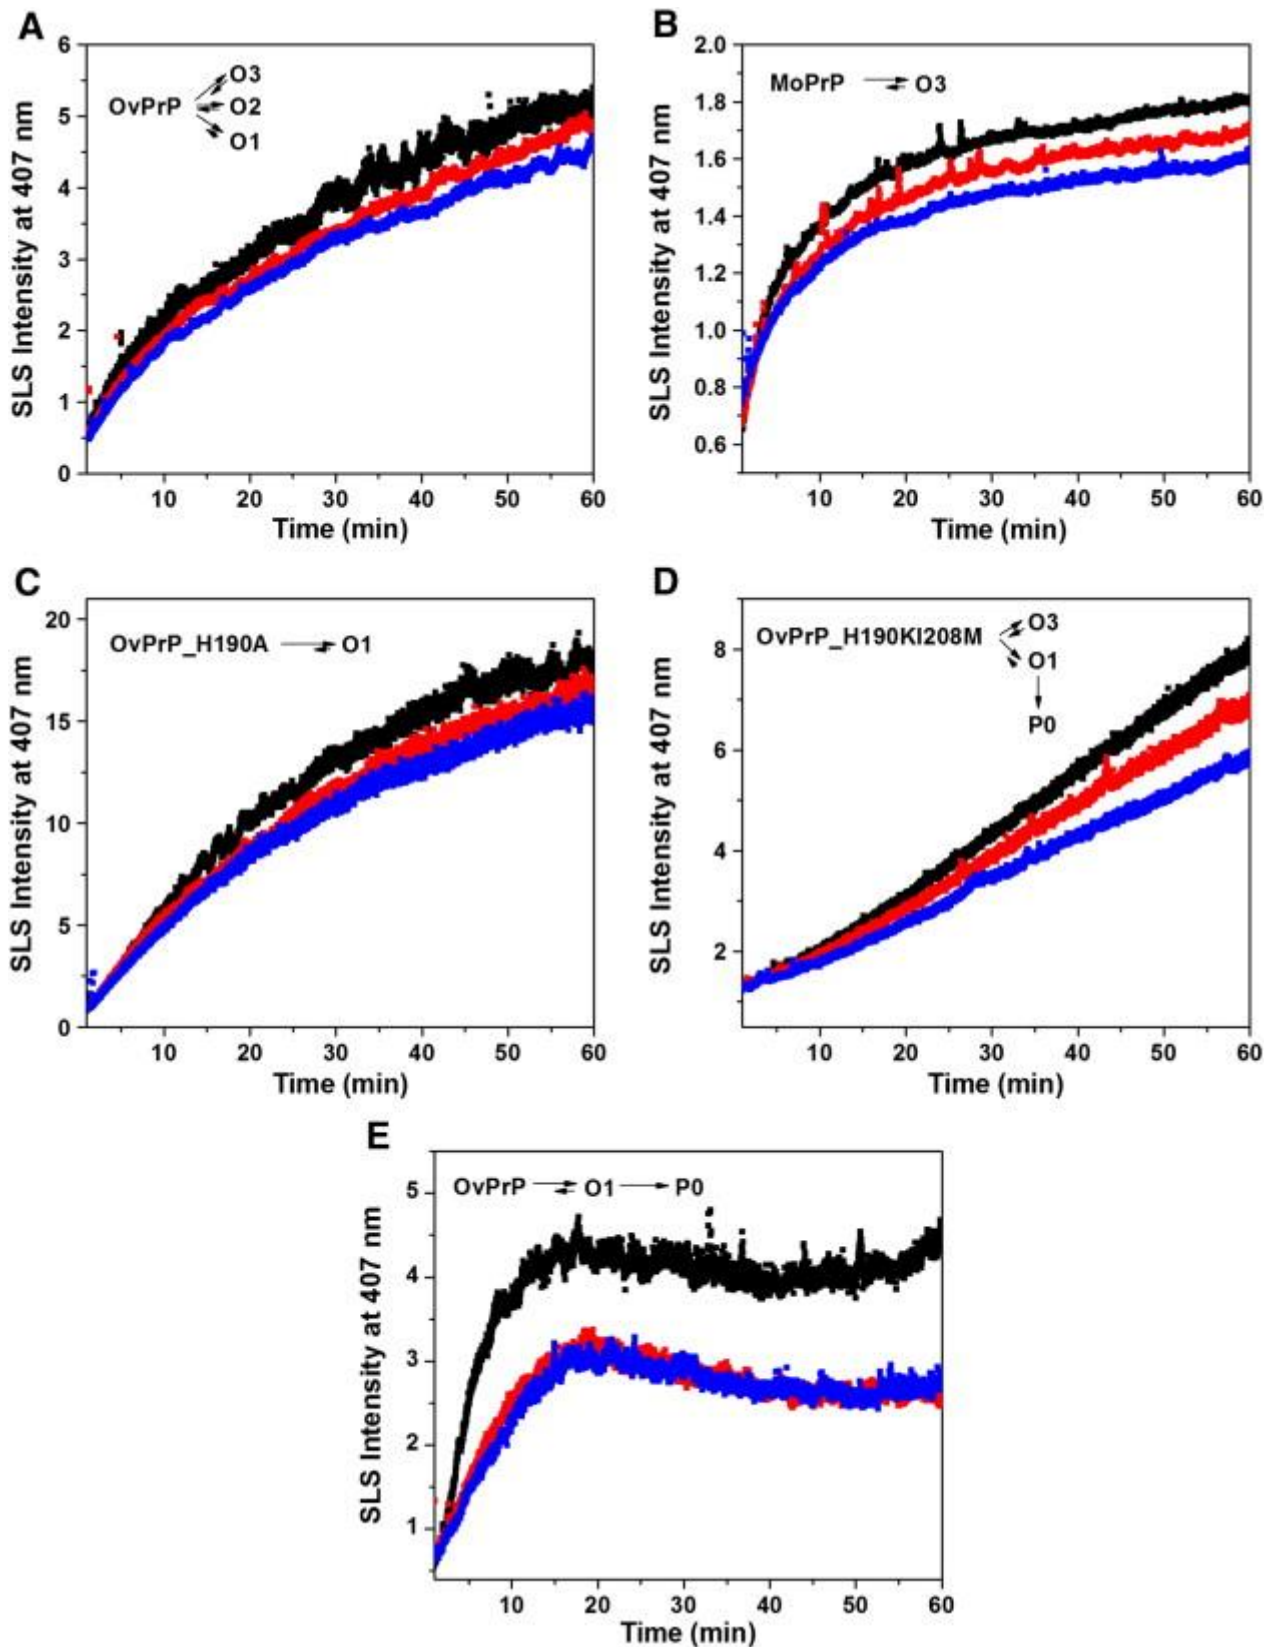 A
6
5
4
3
2
1
0
SLS Intensity at 407 nm
OvPrP
O3
O2
O1
10 20 30 40 50 60
Time (min)
B
2.0
1.8
1.6
1.4
1.2
1.0
0.8
0.6
SLS Intensity at 407 nm
MoPrP O3
10 20 30 40 50 60
Time (min)
C
20
15
10
5
0
SLS Intensity at 407 nm
OvPrP_H190A O1
10 20 30 40 50 60
Time (min)
D
8
6
4
2
SLS Intensity at 407 nm
OvPrP_H190KI208M
O3
O1
P0
10 20 30 40 50 60
Time (min)
E
5
4
3
2
1
SLS Intensity at 407 nm
OvPrP O1 P0
10 20 30 40 50 60
Time (min)